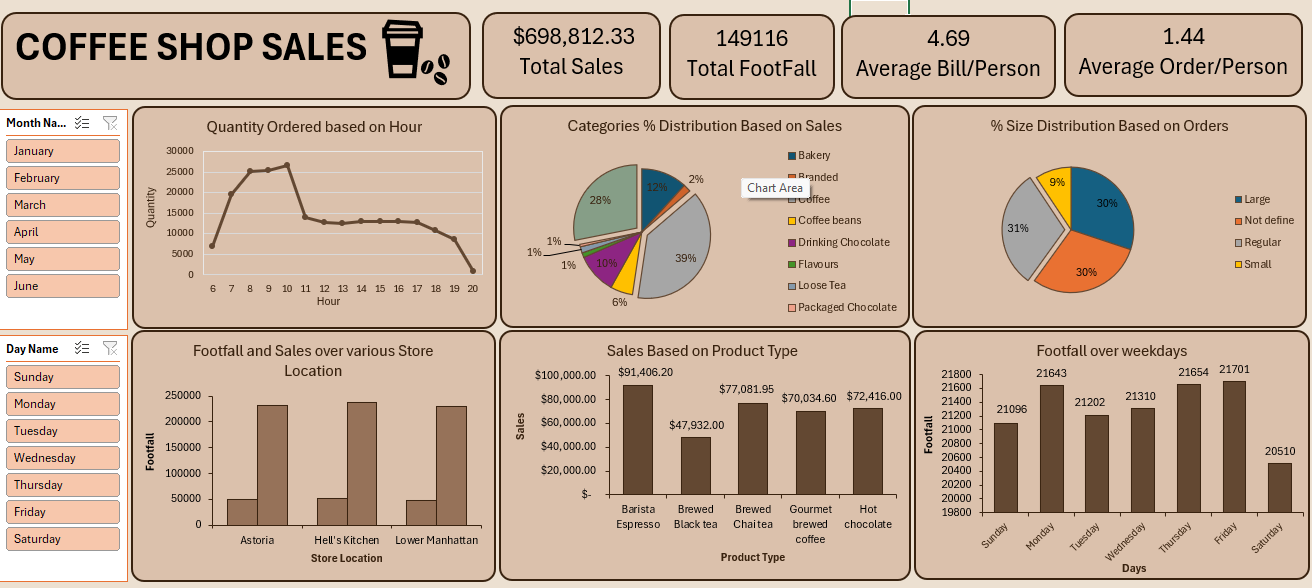 COFFEE SHOP SALES
$698,812.33
Total Sales
149116
Total FootFall
4.69
Average Bill/Person
1.44
Average Order/Person
Month Na...
January
February
March
April
May
June
Quantity Ordered based on Hour
30000
25000
20000
15000
10000
5000
0
Quantity
6 7 8 9 10 11 12 13 14 15 16 17 18 19 20
Hour
Categories % Distribution Based on Sales
12%
2%
39%
6%
10%
1%
1%
1%
28%
Chart Area
Bakery
Branded
Coffee
Coffee beans
Drinking Chocolate
Flavours
Loose Tea
Packaged Chocolate
% Size Distribution Based on Orders
9%
30%
31%
30%
Large
Not define
Regular
Small
Day Name
Sunday
Monday
Tuesday
Wednesday
Thursday
Friday
Saturday
Footfall and Sales over various Store
Location
250000
200000
150000
100000
50000
0
Footfall
Astoria Hell's Kitchen Lower Manhattan
Store Location
Sales Based on Product Type
$100,000.00
$80,000.00
$60,000.00
$40,000.00
$20,000.00
$-
Sales
$91,406.20
$47,932.00
$77,081.95
$70,034.60
$72,416.00
Barista
Espresso
Brewed
Black tea
Brewed
Chai tea
Gourmet
brewed
coffee
Hot
chocolate
Product Type
Footfall over weekdays
21800
21600
21400
21200
21000
20800
20600
20400
20200
20000
19800
Footfall
21096
21643
21202
21310
21654
21701
20510
Sunday
Monday
Tuesday
Wednesday
Thursday
Friday
Saturday
Days